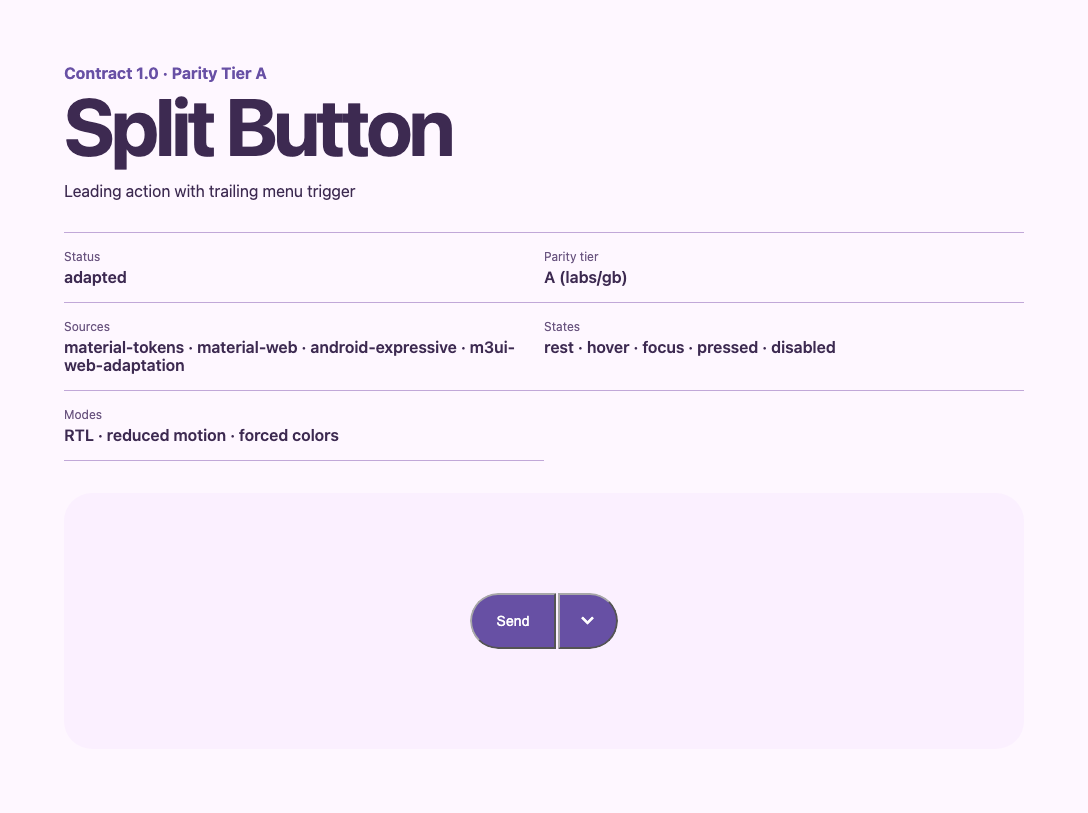 Contract 1.0 · Parity Tier A
Split Button
Leading action with trailing menu trigger
Status
adapted
Parity tier
A (labs/gb)
Sources
material-tokens · material-web · android-expressive · m3ui-
web-adaptation
States
rest · hover · focus · pressed · disabled
Modes
RTL · reduced motion · forced colors
Send